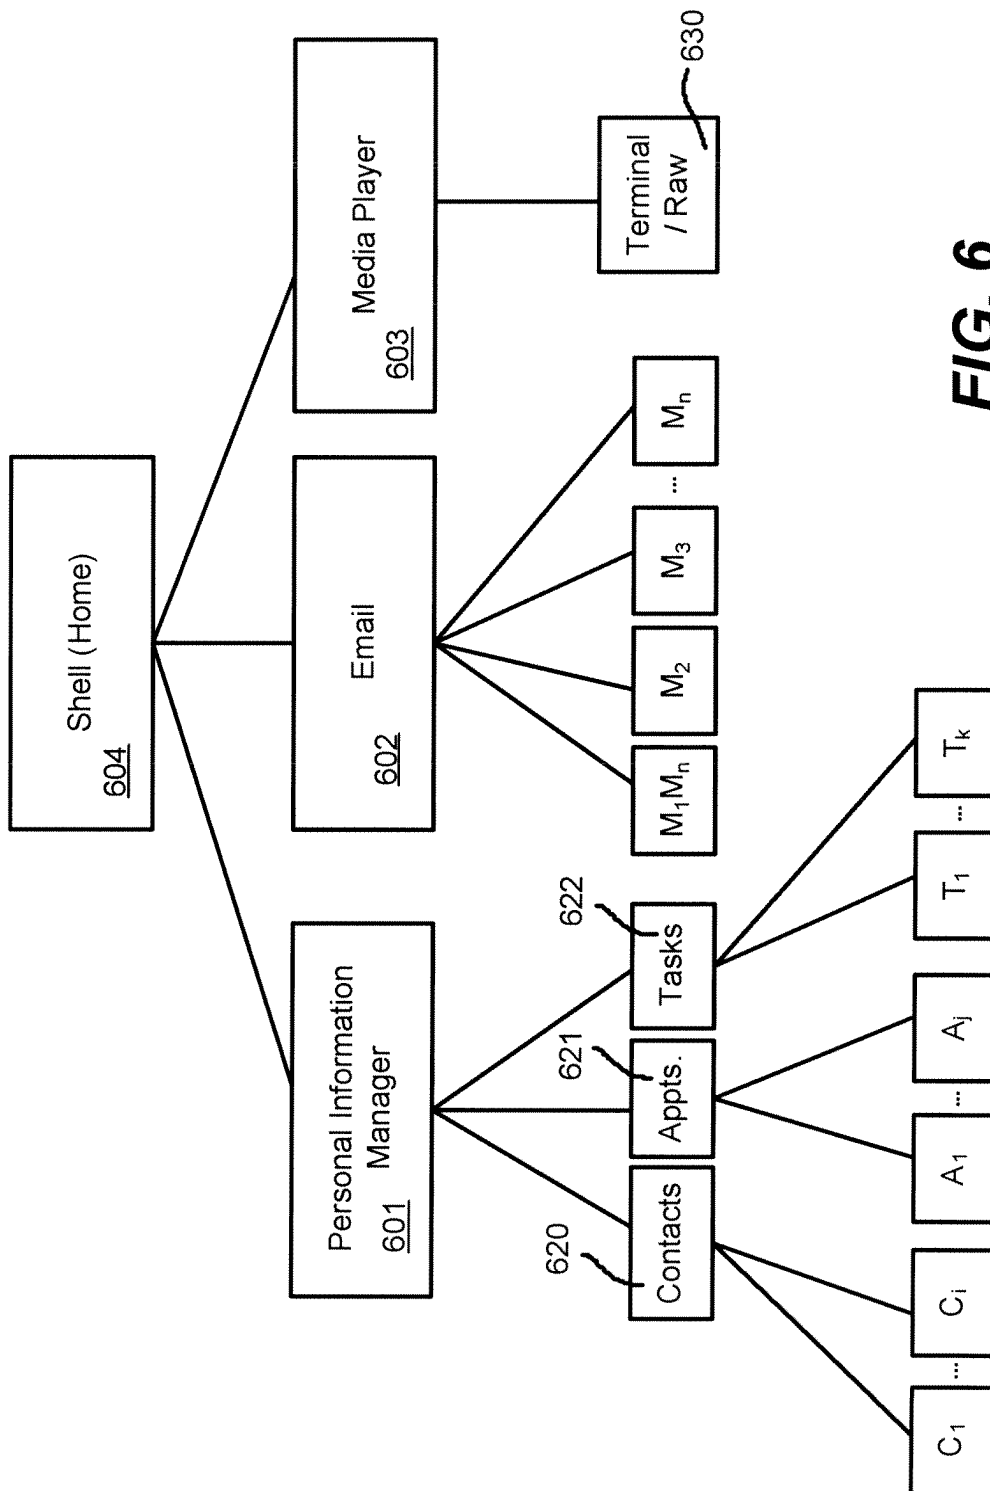 Shell (Home)
604
Personal Information
Manager
601
Email
602
Media Player
603
620
Contacts
621
Appts.
622
Tasks
M₁Mₙ
M₂
M₃
...
Mₙ
Terminal
/ Raw
630
C₁
...
Cᵢ
A₁
...
Aⱼ
T₁
...
Tₖ
FIG. 6